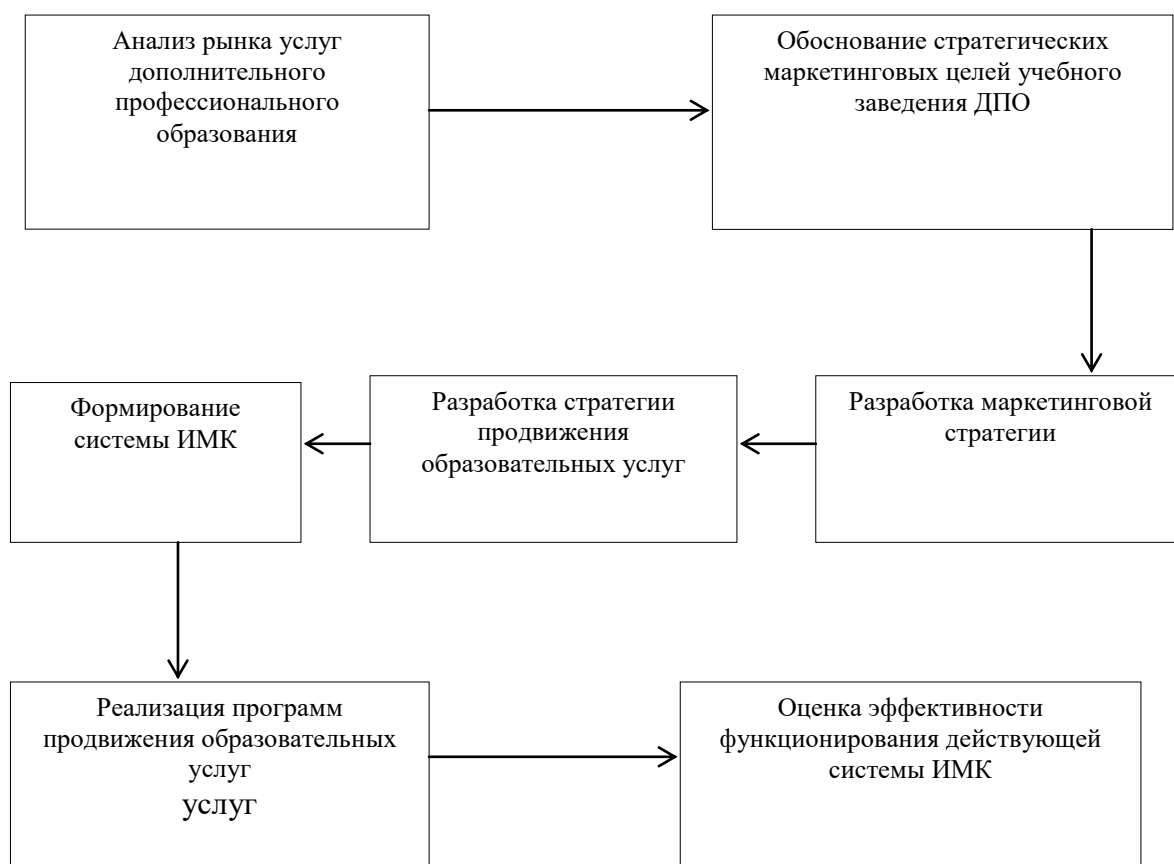 Анализ рынка услуг
дополнительного
профессионального
образования
Обоснование стратегических
маркетинговых целей учебного
заведения ДПО
Разработка маркетинговой
стратегии
Разработка стратегии
продвижения
образовательных услуг
Формирование
системы ИМК
Реализация программ
продвижения образовательных
услуг
услуг
Оценка эффективности
функционирования действующей
системы ИМК